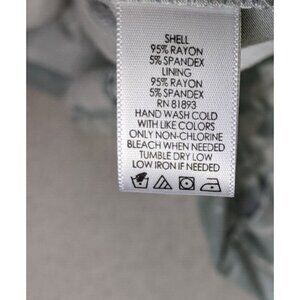 SHELL
95% RAYON
5% SPANDEX
LINING
95% RAYON
5% SPANDEX
RN 81893
HAND WASH COLD
WITH LIKE COLORS
ONLY NON-CHLORINE
BLEACH WHEN NEEDED
TUMBLE DRY LOW
LOW IRON IF NEEDED